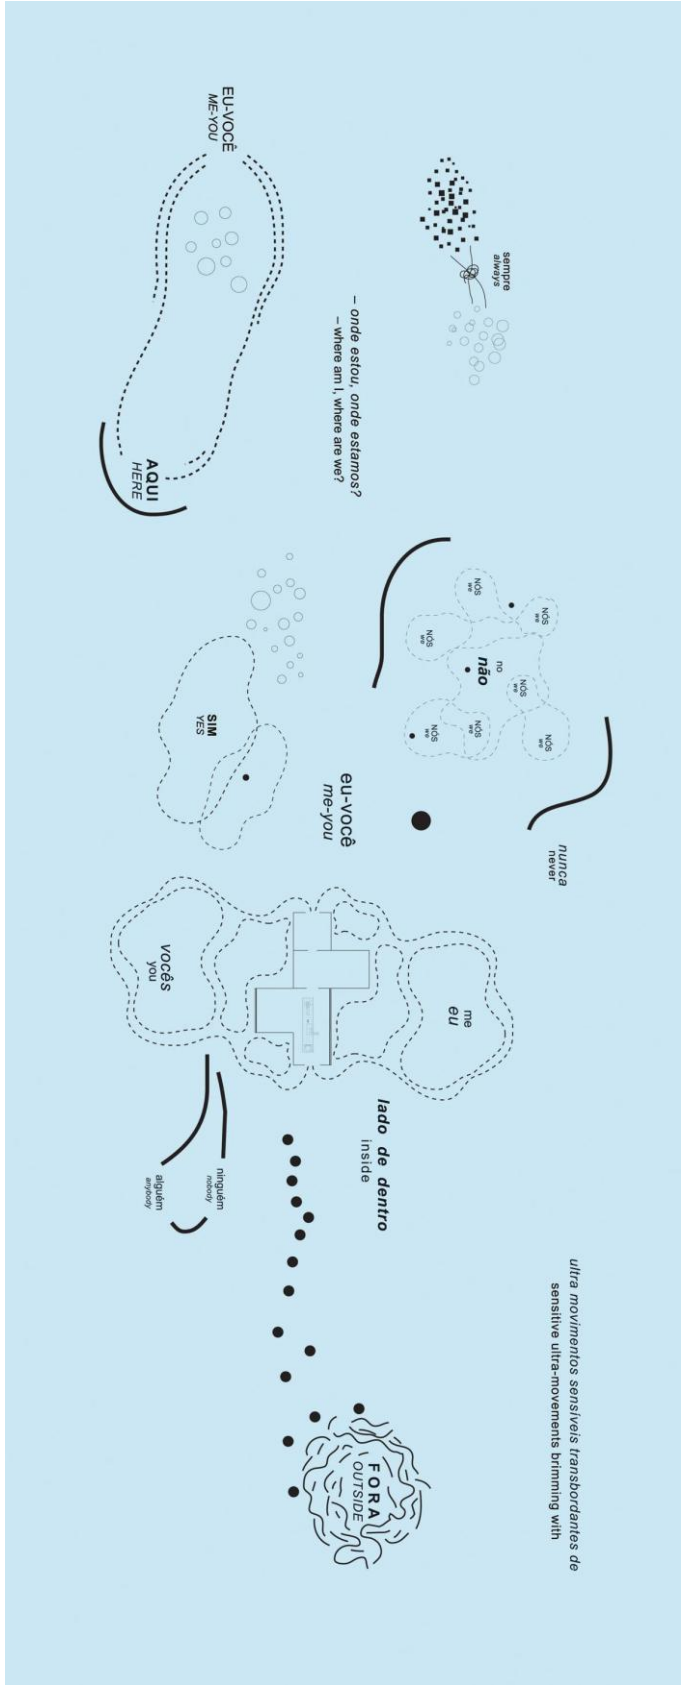 sempre
always
– onde estou, onde estamos?
– where am I, where are we?
EU-VOCÊ
ME-YOU
AQUI
HERE
NÓS
we
NÓS
we
NÓS
we
no
não
NÓS
we
NÓS
we
NÓS
we
NÓS
we
nunca
never
SIM
YES
eu-você
me-you
me
eu
vocês
you
lado de dentro
inside
ninguém
nobody
alguém
anybody
ultra movimentos sensíveis transbordantes de
sensitive ultra-movements brimming with
FORA
OUTSIDE